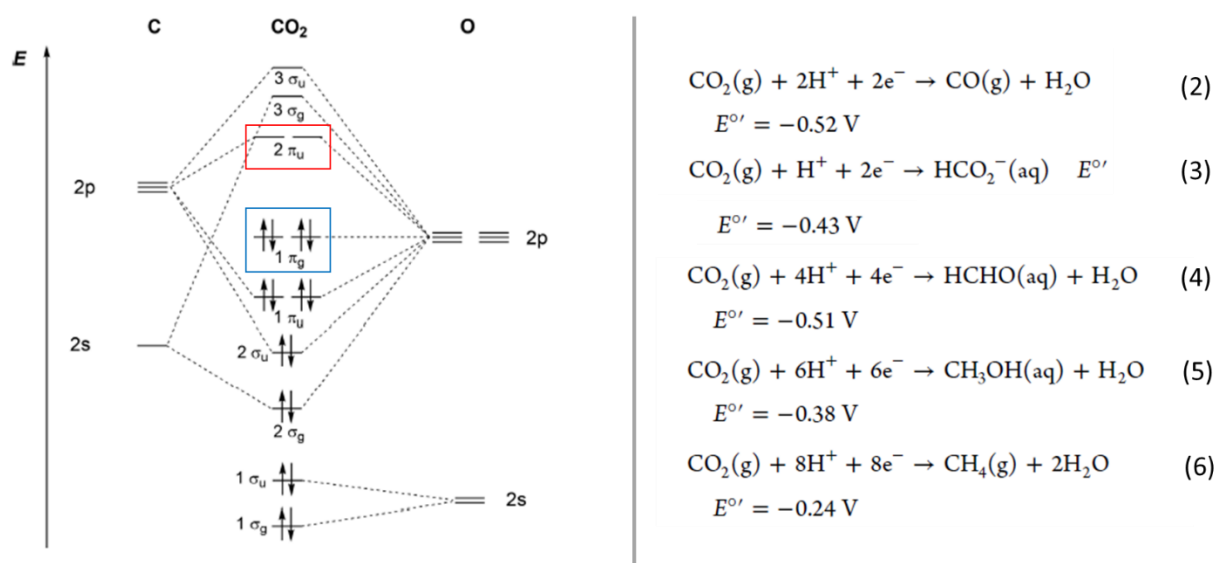 C CO₂ O
E
3 σu
3 σg
2 πu
2p
2p
1 πg
1 πu
2s
2 σu
2 σg
1 σu
2s
1 σg
CO₂(g) + 2H⁺ + 2e⁻ → CO(g) + H₂O (2)
E°′ = −0.52 V
CO₂(g) + H⁺ + 2e⁻ → HCO₂⁻(aq) E°′ (3)
E°′ = −0.43 V
CO₂(g) + 4H⁺ + 4e⁻ → HCHO(aq) + H₂O (4)
E°′ = −0.51 V
CO₂(g) + 6H⁺ + 6e⁻ → CH₃OH(aq) + H₂O (5)
E°′ = −0.38 V
CO₂(g) + 8H⁺ + 8e⁻ → CH₄(g) + 2H₂O (6)
E°′ = −0.24 V